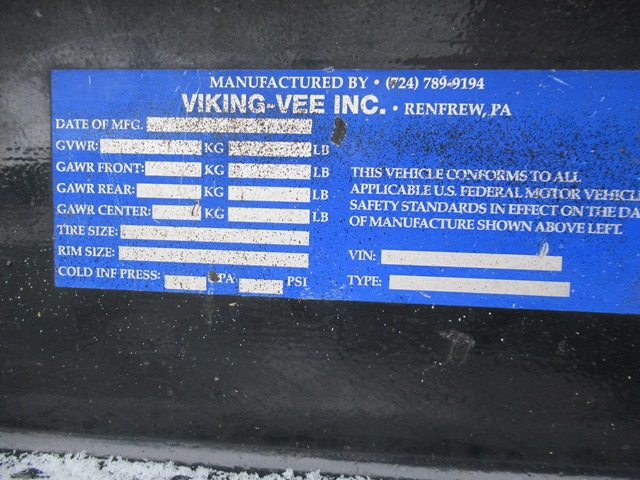 MANUFACTURED BY • (724) 789-9194
VIKING-VEE INC. • RENFREW, PA
DATE OF MFG.
GVWR: KG LB
GAWR FRONT: KG LB
GAWR REAR: KG LB
GAWR CENTER: KG LB
TIRE SIZE:
RIM SIZE:
COLD INF PRESS: PA PSI
THIS VEHICLE CONFORMS TO ALL
APPLICABLE U.S. FEDERAL MOTOR VEHICLE
SAFETY STANDARDS IN EFFECT ON THE DA
OF MANUFACTURE SHOWN ABOVE LEFT.
VIN:
TYPE: